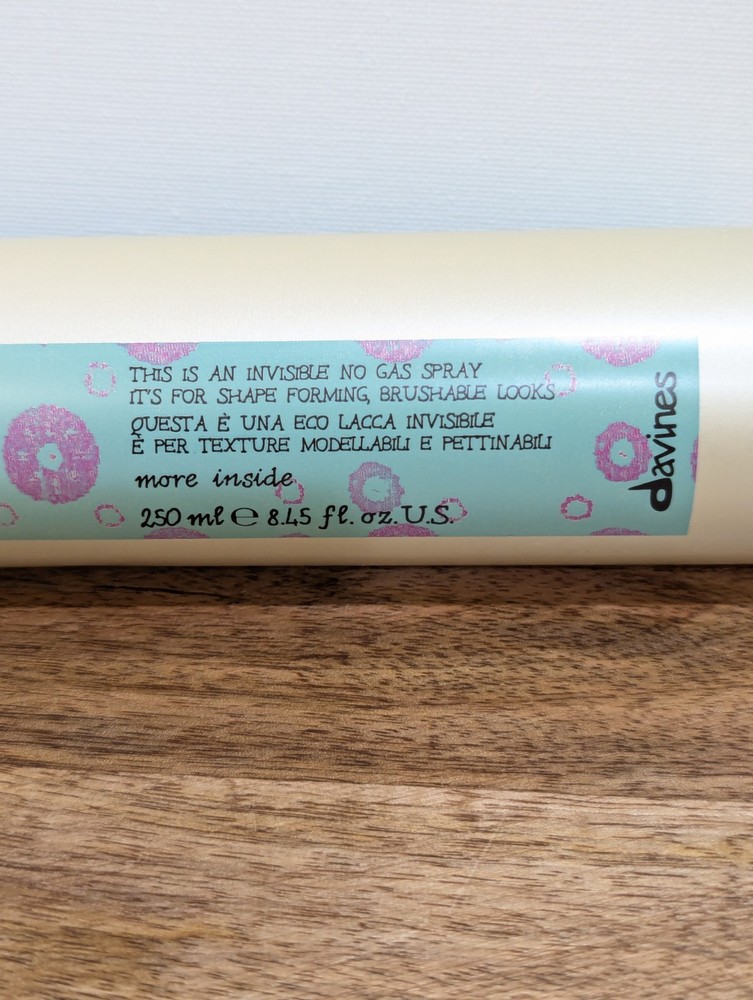 THIS IS AN INVISIBLE NO GAS SPRAY
IT'S FOR SHAPE FORMING, BRUSHABLE LOOKS
QUESTA È UNA ECO LACCA INVISIBILE
È PER TEXTURE MODELLABILI E PETTINABILI
more inside
250 ml ℮ 8.45 fl. oz. U.S.
davines